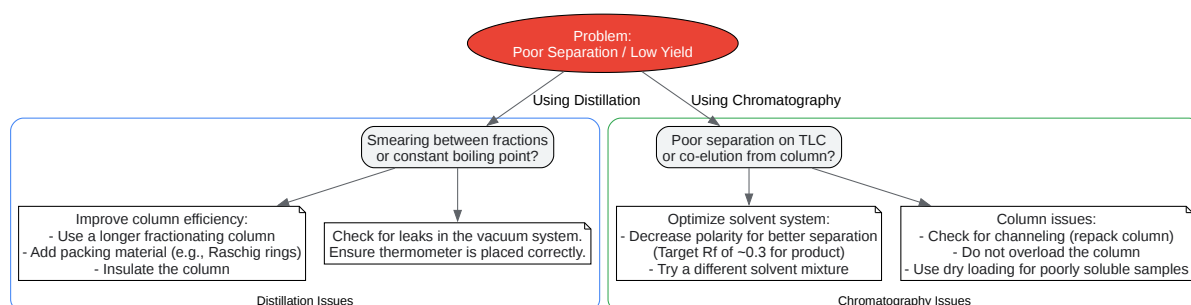 Problem:
Poor Separation / Low Yield
Using Distillation
Using Chromatography
Smearing between fractions
or constant boiling point?
Poor separation on TLC
or co-elution from column?
Improve column efficiency:
- Use a longer fractionating column
- Add packing material (e.g., Raschig rings)
- Insulate the column
Check for leaks in the vacuum system.
Ensure thermometer is placed correctly.
Optimize solvent system:
- Decrease polarity for better separation
(Target Rf of ~0.3 for product)
- Try a different solvent mixture
Column issues:
- Check for channeling (repack column)
- Do not overload the column
- Use dry loading for poorly soluble samples
Distillation Issues
Chromatography Issues